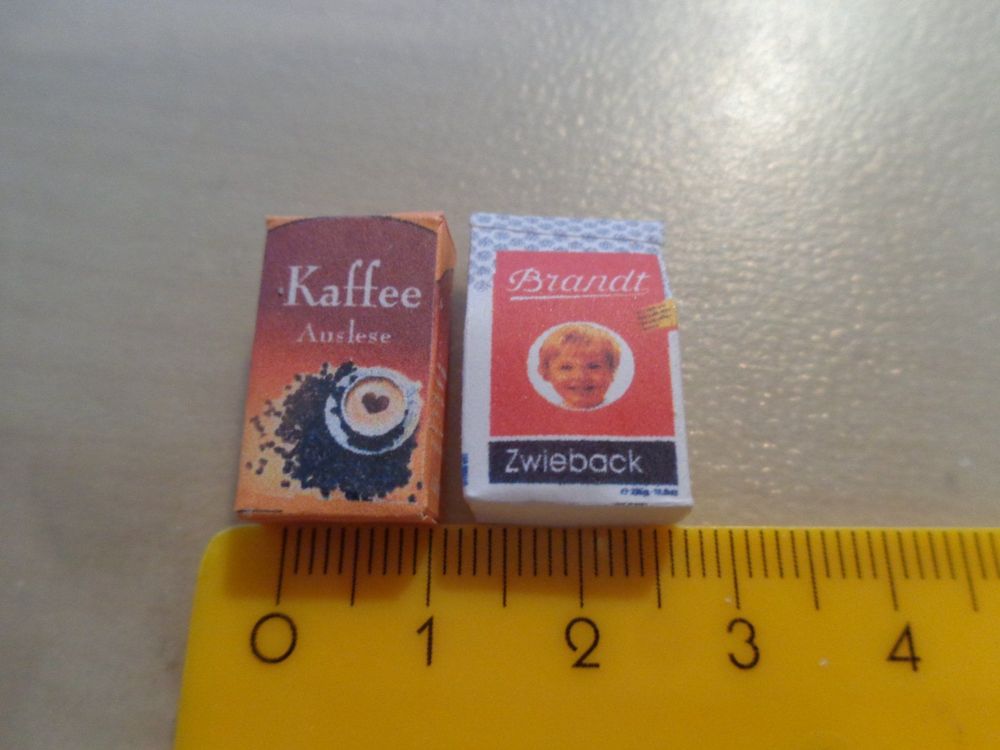 Kaffee
Auslese
Brandt
Zwieback
0 1 2 3 4